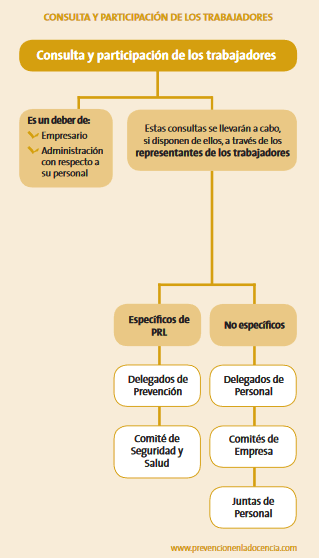 CONSULTA Y PARTICIPACIÓN DE LOS TRABAJADORES
Consulta y participación de los trabajadores
Es un deber de:
Empresario
Administración
con respecto a
su personal
Estas consultas se llevarán a cabo,
si disponen de ellos, a través de los
representantes de los trabajadores
Específicos de
PRL
Delegados de
Prevención
Comité de
Seguridad y
Salud
No específicos
Delegados de
Personal
Comités de
Empresa
Juntas de
Personal
www.prevencionenladocencia.com